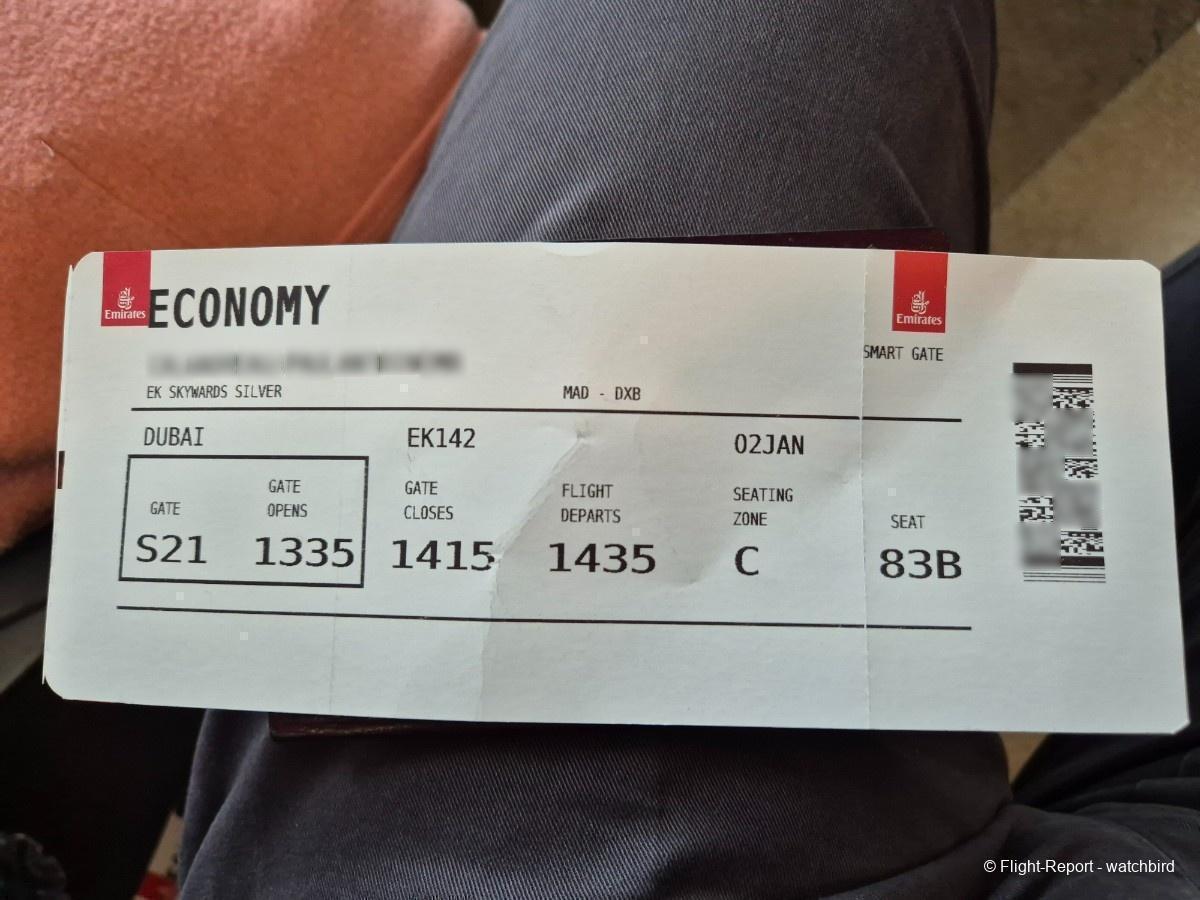 Emirates
ECONOMY
Emirates
SMART GATE
EK SKYWARDS SILVER MAD - DXB
DUBAI EK142 02JAN
GATE GATE OPENS GATE CLOSES FLIGHT DEPARTS SEATING ZONE SEAT
S21 1335 1415 1435 C 83B
© Flight-Report - watchbird